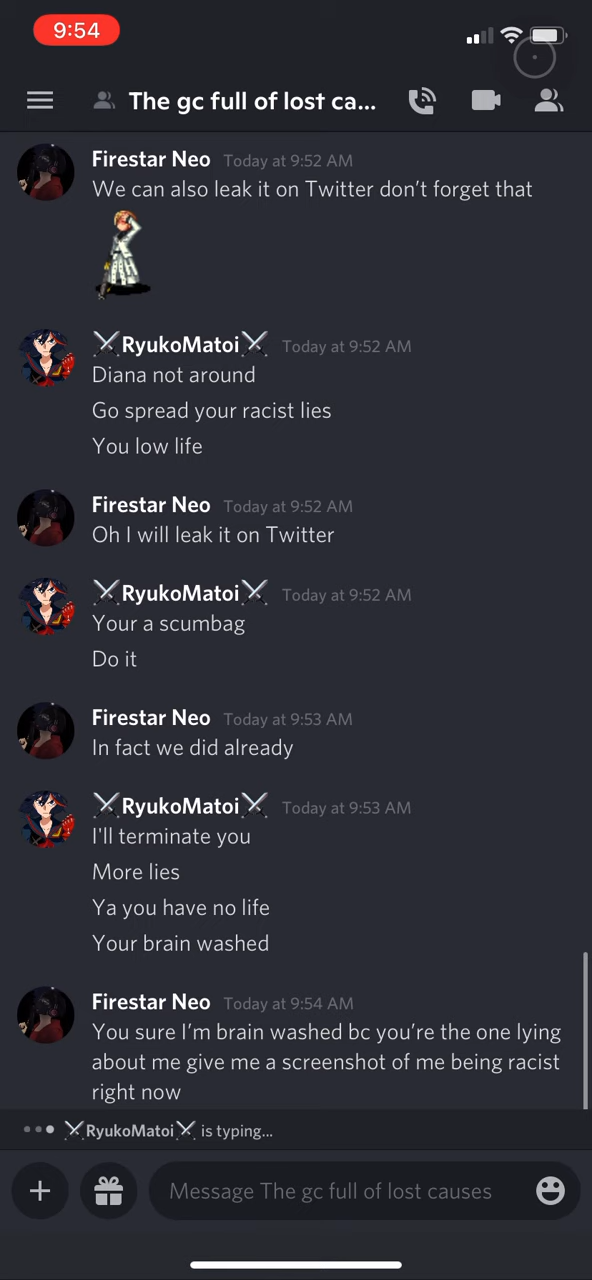 9:54
The gc full of lost ca...
Firestar Neo Today at 9:52 AM
We can also leak it on Twitter don’t forget that
⚔RyukoMatoi⚔ Today at 9:52 AM
Diana not around
Go spread your racist lies
You low life
Firestar Neo Today at 9:52 AM
Oh I will leak it on Twitter
⚔RyukoMatoi⚔ Today at 9:52 AM
Your a scumbag
Do it
Firestar Neo Today at 9:53 AM
In fact we did already
⚔RyukoMatoi⚔ Today at 9:53 AM
I'll terminate you
More lies
Ya you have no life
Your brain washed
Firestar Neo Today at 9:54 AM
You sure I’m brain washed bc you’re the one lying
about me give me a screenshot of me being racist
right now
⚔RyukoMatoi⚔ is typing...
Message The gc full of lost causes